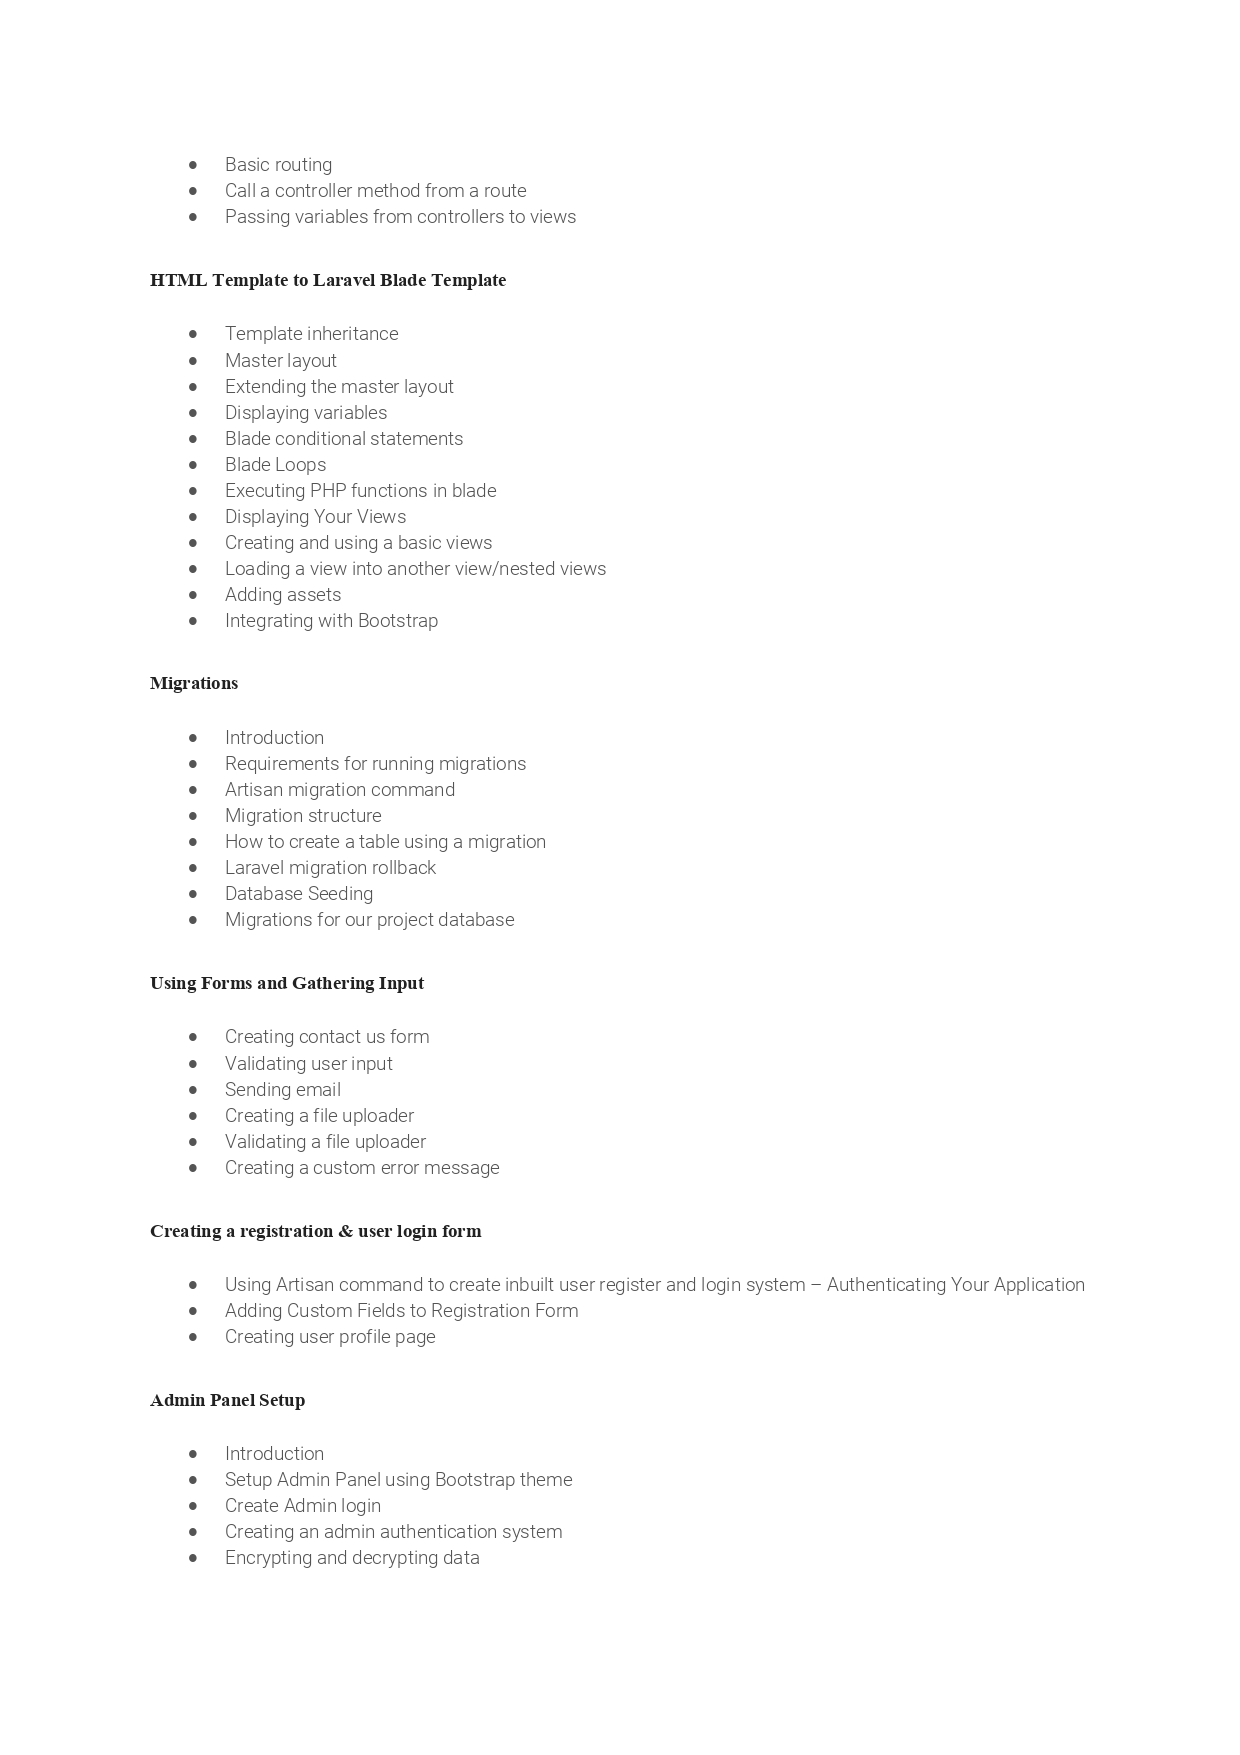 ● Basic routing
● Call a controller method from a route
● Passing variables from controllers to views
HTML Template to Laravel Blade Template
● Template inheritance
● Master layout
● Extending the master layout
● Displaying variables
● Blade conditional statements
● Blade Loops
● Executing PHP functions in blade
● Displaying Your Views
● Creating and using a basic views
● Loading a view into another view/nested views
● Adding assets
● Integrating with Bootstrap
Migrations
● Introduction
● Requirements for running migrations
● Artisan migration command
● Migration structure
● How to create a table using a migration
● Laravel migration rollback
● Database Seeding
● Migrations for our project database
Using Forms and Gathering Input
● Creating contact us form
● Validating user input
● Sending email
● Creating a file uploader
● Validating a file uploader
● Creating a custom error message
Creating a registration & user login form
● Using Artisan command to create inbuilt user register and login system – Authenticating Your Application
● Adding Custom Fields to Registration Form
● Creating user profile page
Admin Panel Setup
● Introduction
● Setup Admin Panel using Bootstrap theme
● Create Admin login
● Creating an admin authentication system
● Encrypting and decrypting data